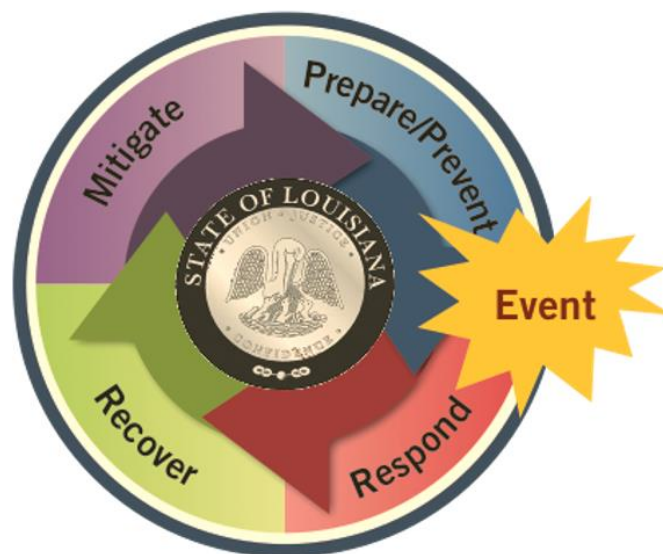 Mitigate
Prepare/Prevent
Event
Respond
Recover
STATE OF LOUISIANA
UNION • JUSTICE
CONFIDENCE